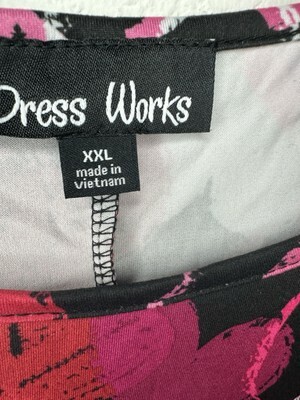 Dress Works
XXL
made in
vietnam